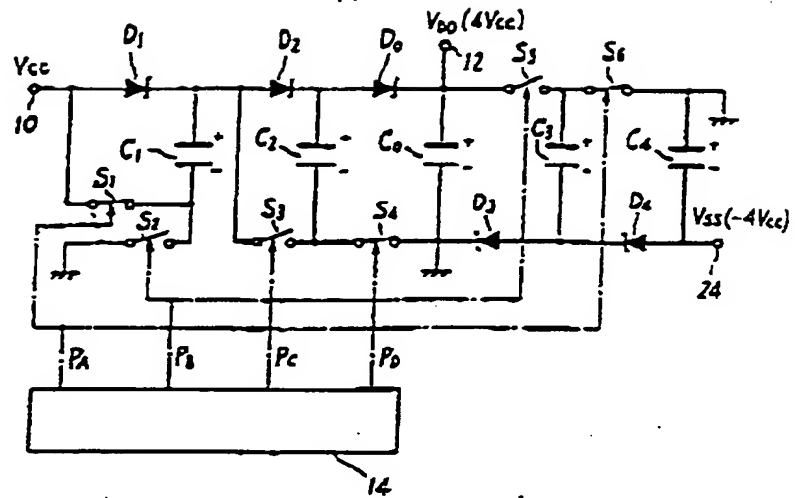 D1
D2
D0
VDD(4Vcc)
12
S5
S6
Vcc
10
C1
+
-
C2
+
-
C0
+
-
C3
+
-
C4
+
-
S1
S2
S3
S4
D3
D4
VSS(-4Vcc)
24
PA
PB
PC
PD
14